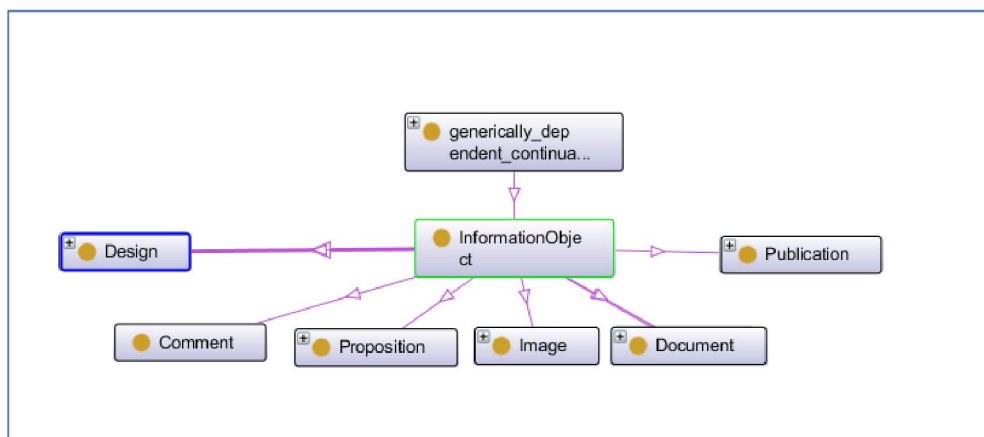 generically_dep
endent_continua...
InformationObje
ct
Design
Publication
Comment
Proposition
Image
Document